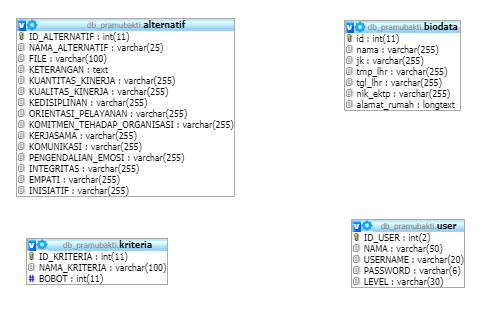 db_pramubakti.alternatif
ID_ALTERNATIF : int(11)
NAMA_ALTERNATIF : varchar(25)
FILE : varchar(100)
KETERANGAN : text
KUANTITAS_KINERJA : varchar(255)
KUALITAS_KINERJA : varchar(255)
KEDISIPLINAN : varchar(255)
ORIENTASI_PELAYANAN : varchar(255)
KOMITMEN_TEHADAP_ORGANISASI : varchar(255)
KERJASAMA : varchar(255)
KOMUNIKASI : varchar(255)
PENGENDALIAN_EMOSI : varchar(255)
INTEGRITAS : varchar(255)
EMPATI : varchar(255)
INISIATIF : varchar(255)
db_pramubakti.biodata
id : int(11)
nama : varchar(255)
jk : varchar(255)
tmp_lhr : varchar(255)
tgl_lhr : varchar(255)
nik_ektp : varchar(255)
alamat_rumah : longtext
db_pramubakti.kriteria
ID_KRITERIA : int(11)
NAMA_KRITERIA : varchar(100)
# BOBOT : int(11)
db_pramubakti.user
ID_USER : int(2)
NAMA : varchar(50)
USERNAME : varchar(20)
PASSWORD : varchar(6)
LEVEL : varchar(30)